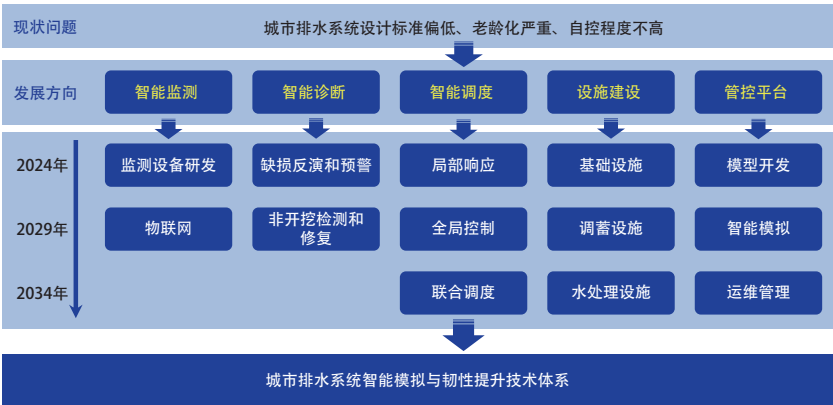 现状问题
城市排水系统设计标准偏低、老龄化严重、自控程度不高
发展方向
智能监测
智能诊断
智能调度
设施建设
管控平台
2024年
监测设备研发
缺损反演和预警
局部响应
基础设施
模型开发
2029年
物联网
非开挖检测和
修复
全局控制
调蓄设施
智能模拟
2034年
联合调度
水处理设施
运维管理
城市排水系统智能模拟与韧性提升技术体系